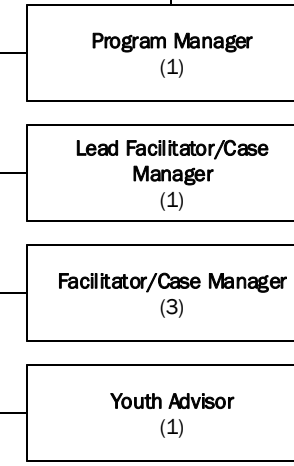 Program Manager
(1)
Lead Facilitator/Case
Manager
(1)
Facilitator/Case Manager
(3)
Youth Advisor
(1)